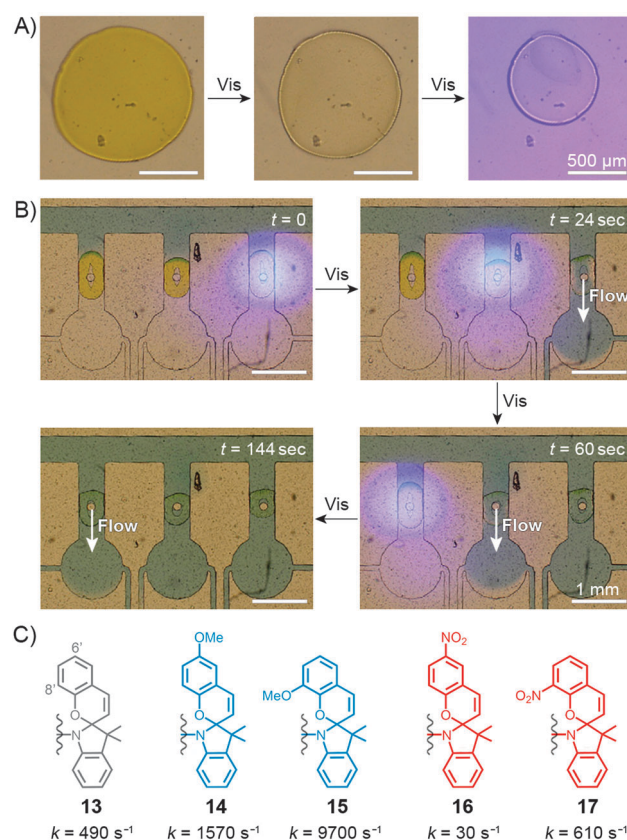 A)
Vis
Vis
500 μm
B)
t = 0
Vis
t = 24 sec
Flow
Vis
t = 144 sec
Flow
Vis
t = 60 sec
Flow
1 mm
C)
6'
8'
O
N
13
k = 490 s⁻¹
OMe
O
N
14
k = 1570 s⁻¹
MeO
O
N
15
k = 9700 s⁻¹
NO₂
O
N
16
k = 30 s⁻¹
O₂N
O
N
17
k = 610 s⁻¹